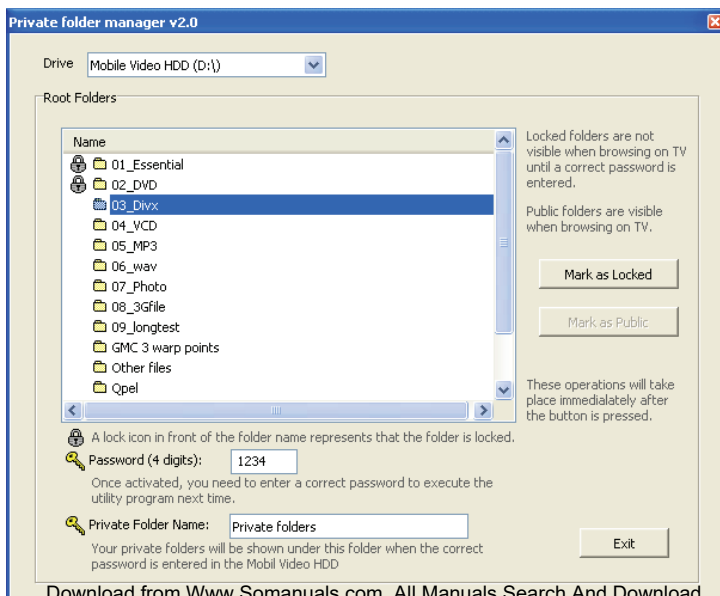 Private folder manager v2.0
Drive
Mobile Video HDD (D:\)
Root Folders
Name
01_Essential
02_DVD
03_Divx
04_VCD
05_MP3
06_wav
07_Photo
08_3Gfile
09_longtest
GMC 3 warp points
Other files
Qpel
Locked folders are not
visible when browsing on TV
until a correct password is
entered.
Public folders are visible
when browsing on TV.
Mark as Locked
Mark as Public
These operations will take
place immedialately after
the button is pressed.
A lock icon in front of the folder name represents that the folder is locked.
Password (4 digits):
1234
Once activated, you need to enter a correct password to execute the
utility program next time.
Private Folder Name:
Private folders
Your private folders will be shown under this folder when the correct
password is entered in the Mobil Video HDD
Exit
Download from Www.Somanuals.com. All Manuals Search And Download.